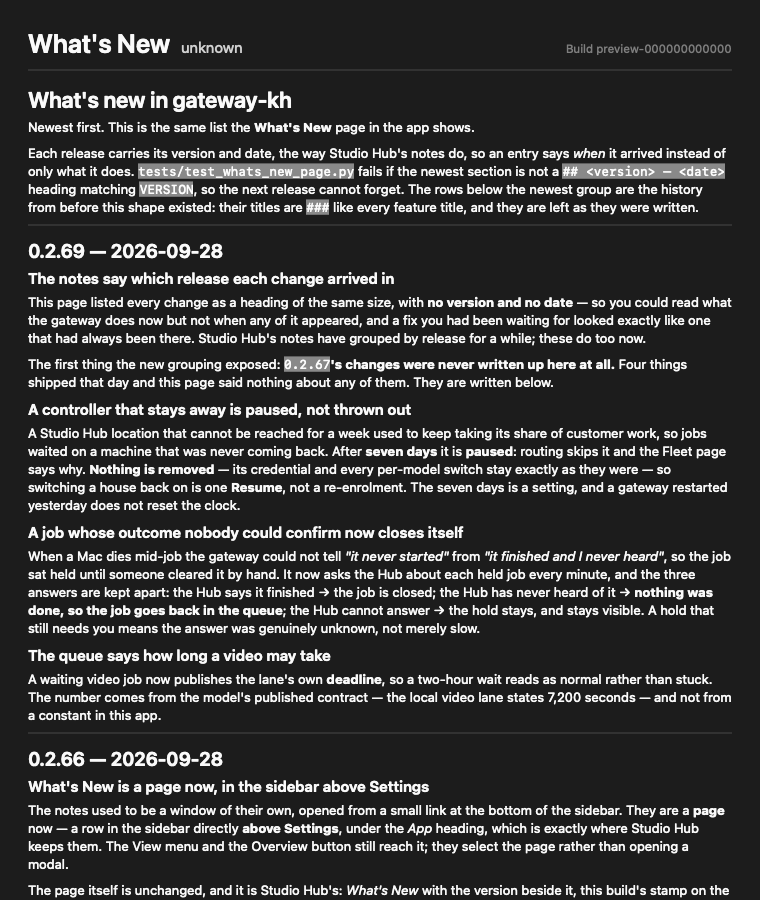 What's New unknown Build preview-000000000000
What's new in gateway-kh
Newest first. This is the same list the What's New page in the app shows.
Each release carries its version and date, the way Studio Hub's notes do, so an entry says when it arrived instead of
only what it does. tests/test_whats_new_page.py fails if the newest section is not a ## <version> — <date>
heading matching VERSION, so the next release cannot forget. The rows below the newest group are the history
from before this shape existed: their titles are ### like every feature title, and they are left as they were written.
0.2.69 — 2026-09-28
The notes say which release each change arrived in
This page listed every change as a heading of the same size, with no version and no date — so you could read what
the gateway does now but not when any of it appeared, and a fix you had been waiting for looked exactly like one
that had always been there. Studio Hub's notes have grouped by release for a while; these do too now.
The first thing the new grouping exposed: 0.2.67's changes were never written up here at all. Four things
shipped that day and this page said nothing about any of them. They are written below.
A controller that stays away is paused, not thrown out
A Studio Hub location that cannot be reached for a week used to keep taking its share of customer work, so jobs
waited on a machine that was never coming back. After seven days it is paused: routing skips it and the Fleet page
says why. Nothing is removed — its credential and every per-model switch stay exactly as they were — so
switching a house back on is one Resume, not a re-enrolment. The seven days is a setting, and a gateway restarted
yesterday does not reset the clock.
A job whose outcome nobody could confirm now closes itself
When a Mac dies mid-job the gateway could not tell "it never started" from "it finished and I never heard", so the job
sat held until someone cleared it by hand. It now asks the Hub about each held job every minute, and the three
answers are kept apart: the Hub says it finished → the job is closed; the Hub has never heard of it → nothing was
done, so the job goes back in the queue; the Hub cannot answer → the hold stays, and stays visible. A hold that
still needs you means the answer was genuinely unknown, not merely slow.
The queue says how long a video may take
A waiting video job now publishes the lane's own deadline, so a two-hour wait reads as normal rather than stuck.
The number comes from the model's published contract — the local video lane states 7,200 seconds — and not from
a constant in this app.
0.2.66 — 2026-09-28
What's New is a page now, in the sidebar above Settings
The notes used to be a window of their own, opened from a small link at the bottom of the sidebar. They are a page
now — a row in the sidebar directly above Settings, under the App heading, which is exactly where Studio Hub
keeps them. The View menu and the Overview button still reach it; they select the page rather than opening a
modal.
The page itself is unchanged, and it is Studio Hub's: What's New with the version beside it, this build's stamp on the